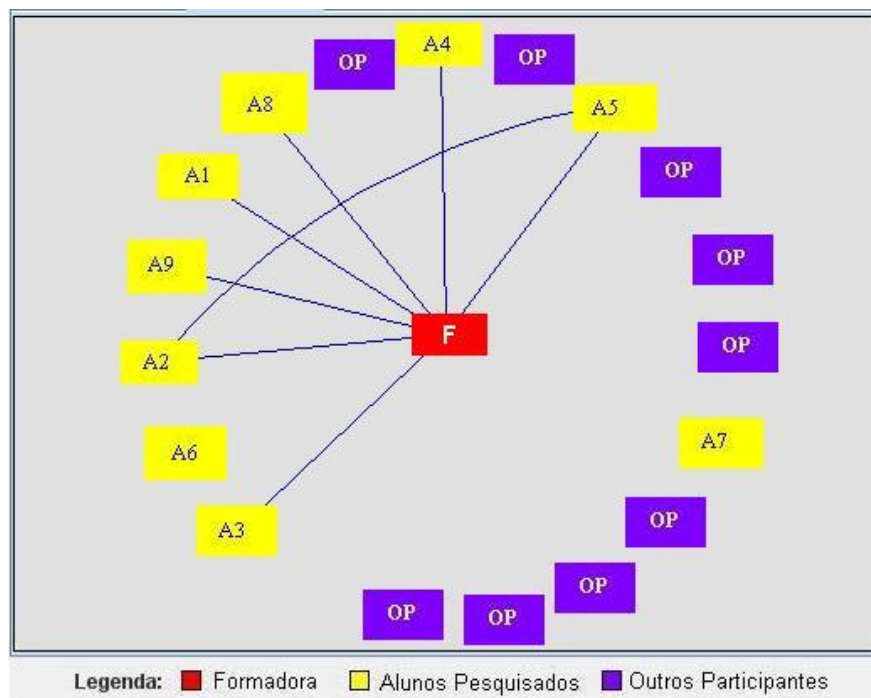 A4
OP
OP
A8
A5
A1
OP
A9
OP
F
OP
A2
A7
A6
A3
OP
OP
OP
OP
Legenda: Formadora Alunos Pesquisados Outros Participantes